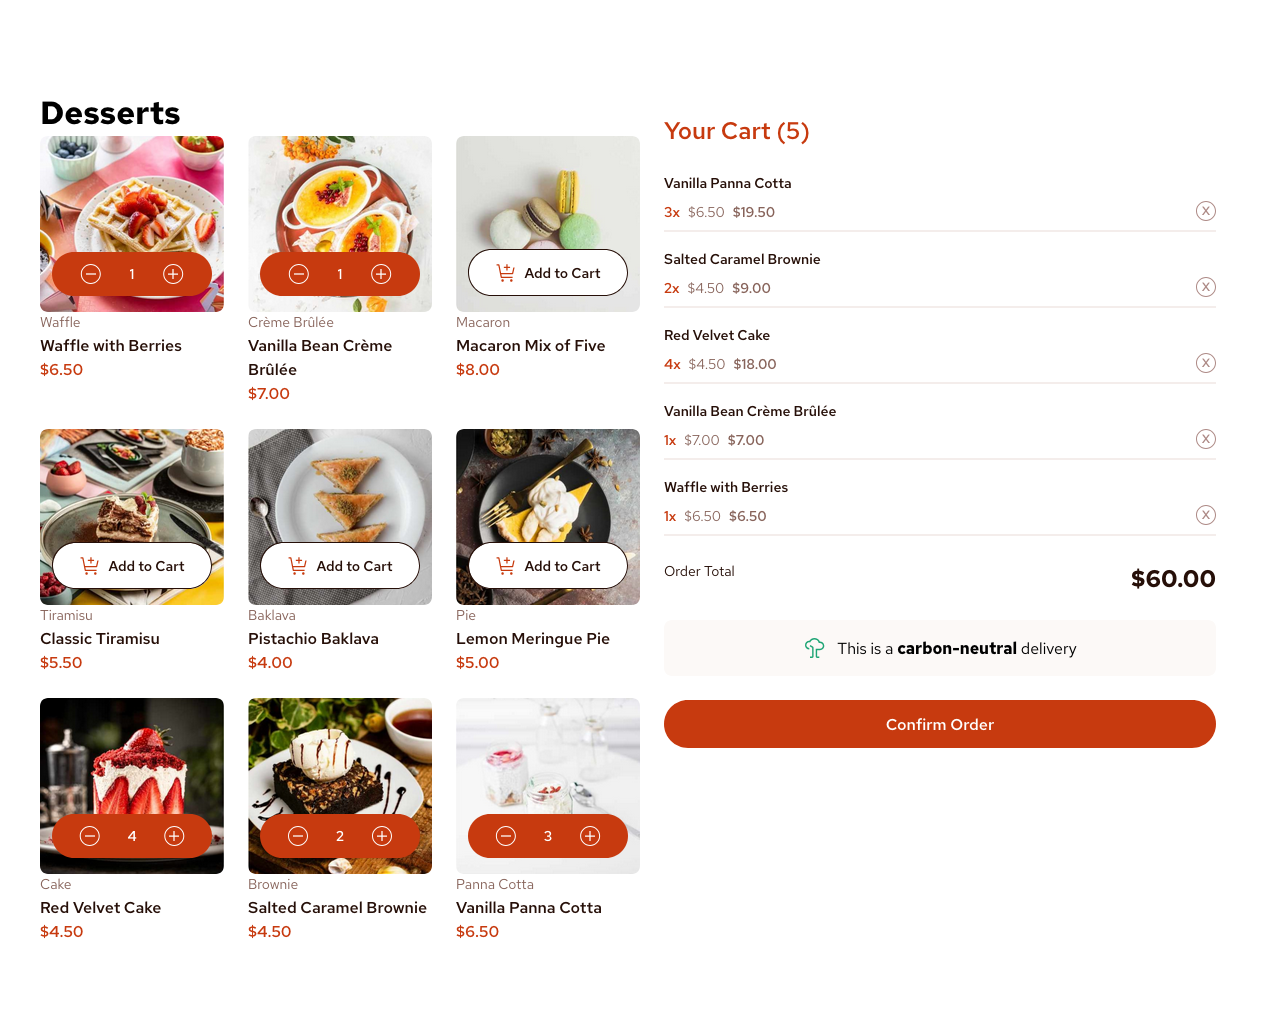 Desserts
1
Waffle
Waffle with Berries
$6.50
1
Crème Brûlée
Vanilla Bean Crème
Brûlée
$7.00
Add to Cart
Macaron
Macaron Mix of Five
$8.00
Add to Cart
Tiramisu
Classic Tiramisu
$5.50
Add to Cart
Baklava
Pistachio Baklava
$4.00
Add to Cart
Pie
Lemon Meringue Pie
$5.00
4
Cake
Red Velvet Cake
$4.50
2
Brownie
Salted Caramel Brownie
$4.50
3
Panna Cotta
Vanilla Panna Cotta
$6.50
Your Cart (5)
Vanilla Panna Cotta
3x $6.50 $19.50 X
Salted Caramel Brownie
2x $4.50 $9.00 X
Red Velvet Cake
4x $4.50 $18.00 X
Vanilla Bean Crème Brûlée
1x $7.00 $7.00 X
Waffle with Berries
1x $6.50 $6.50 X
Order Total $60.00
This is a carbon-neutral delivery
Confirm Order